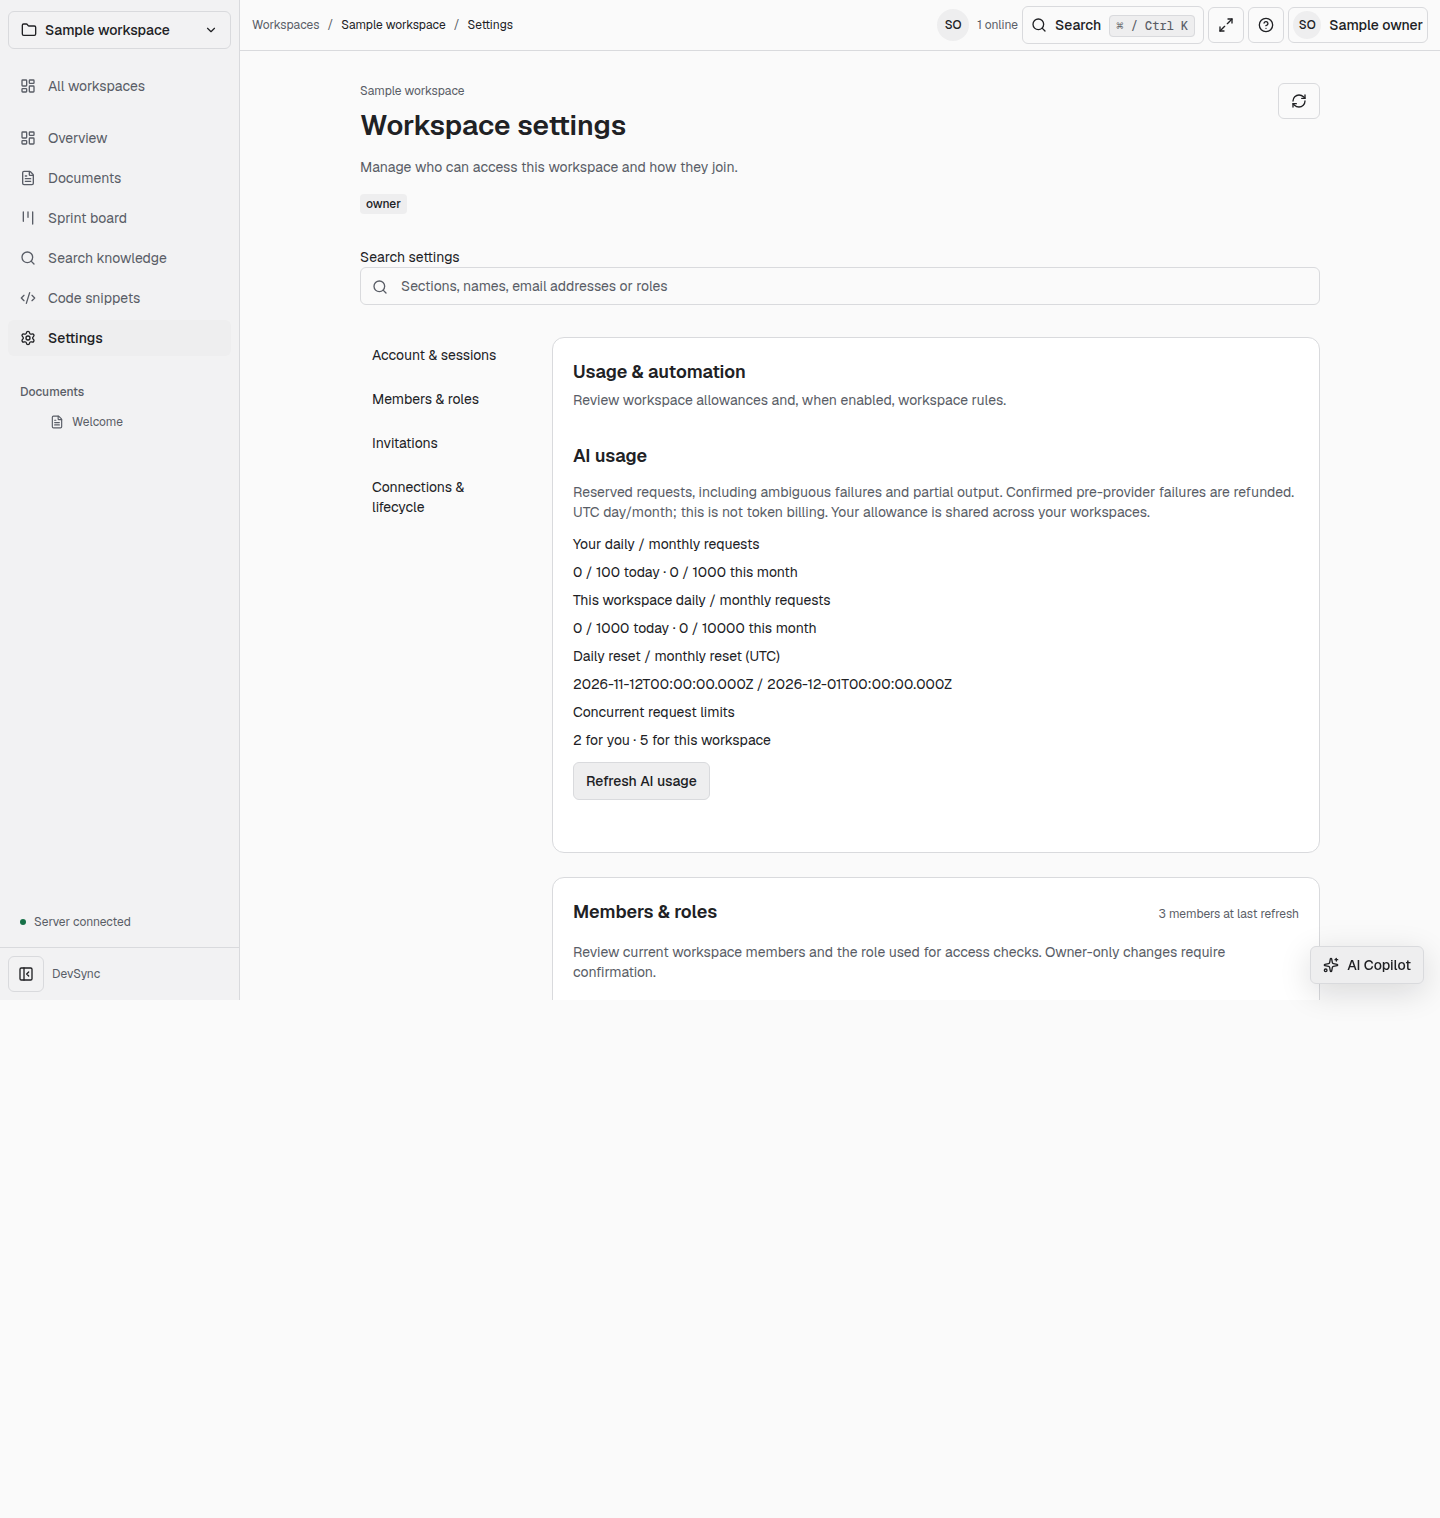 Sample workspace
All workspaces
Overview
Documents
Sprint board
Search knowledge
Code snippets
Settings
Documents
Welcome
Server connected
DevSync
Workspaces / Sample workspace / Settings
SO 1 online Search ⌘ / Ctrl K SO Sample owner
Sample workspace
Workspace settings
Manage who can access this workspace and how they join.
owner
Search settings
Sections, names, email addresses or roles
Account & sessions
Members & roles
Invitations
Connections &
lifecycle
Usage & automation
Review workspace allowances and, when enabled, workspace rules.
AI usage
Reserved requests, including ambiguous failures and partial output. Confirmed pre-provider failures are refunded.
UTC day/month; this is not token billing. Your allowance is shared across your workspaces.
Your daily / monthly requests
0 / 100 today · 0 / 1000 this month
This workspace daily / monthly requests
0 / 1000 today · 0 / 10000 this month
Daily reset / monthly reset (UTC)
2026-11-12T00:00:00.000Z / 2026-12-01T00:00:00.000Z
Concurrent request limits
2 for you · 5 for this workspace
Refresh AI usage
Members & roles
3 members at last refresh
Review current workspace members and the role used for access checks. Owner-only changes require
confirmation.
AI Copilot